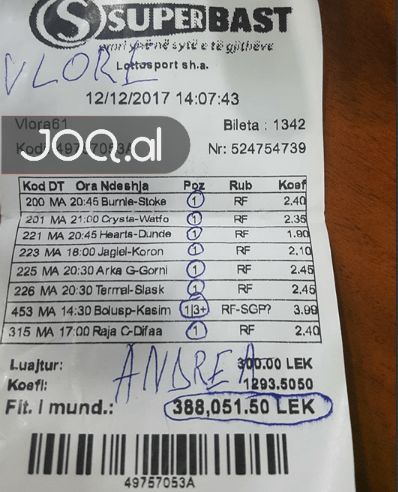 SUPERBAST
Lottosport sh.a.
VLORË
12/12/2017 14:07:43
Vlora61 Bileta : 1342
JOQ.al
Kod 49757053A Nr: 524754739
Kod DT Ora Ndeshja Poz Rub Koef
200 MA 20:45 Burnle-Stoke 1 RF 2.40
201 MA 21:00 Crysta-Watfo 1 RF 2.35
221 MA 20:45 Hearts-Dunde 1 RF 1.90
223 MA 18:00 Jagiel-Koron 1 RF 2.10
225 MA 20:30 Arka G-Gorni 1 RF 2.45
226 MA 20:30 Termal-Slask 1 RF 2.45
453 MA 14:30 Bolusp-Kasim 1|3+ RF-SGP? 3.99
315 MA 17:00 Raja C-Difaa 1 RF 2.40
Luajtur: 300.00 LEK
ANDREA
Koefi: 1293.5050
Fit. i mund.: 388,051.50 LEK
49757053A